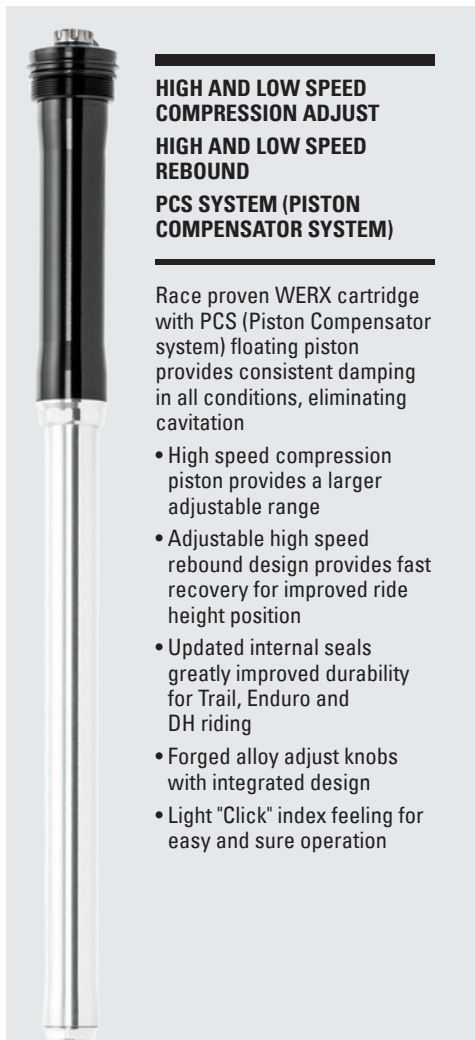 HIGH AND LOW SPEED
COMPRESSION ADJUST
HIGH AND LOW SPEED
REBOUND
PCS SYSTEM (PISTON
COMPENSATOR SYSTEM)
Race proven WERX cartridge
with PCS (Piston Compensator
system) floating piston
provides consistent damping
in all conditions, eliminating
cavitation
• High speed compression
piston provides a larger
adjustable range
• Adjustable high speed
rebound design provides fast
recovery for improved ride
height position
• Updated internal seals
greatly improved durability
for Trail, Enduro and
DH riding
• Forged alloy adjust knobs
with integrated design
• Light "Click" index feeling for
easy and sure operation